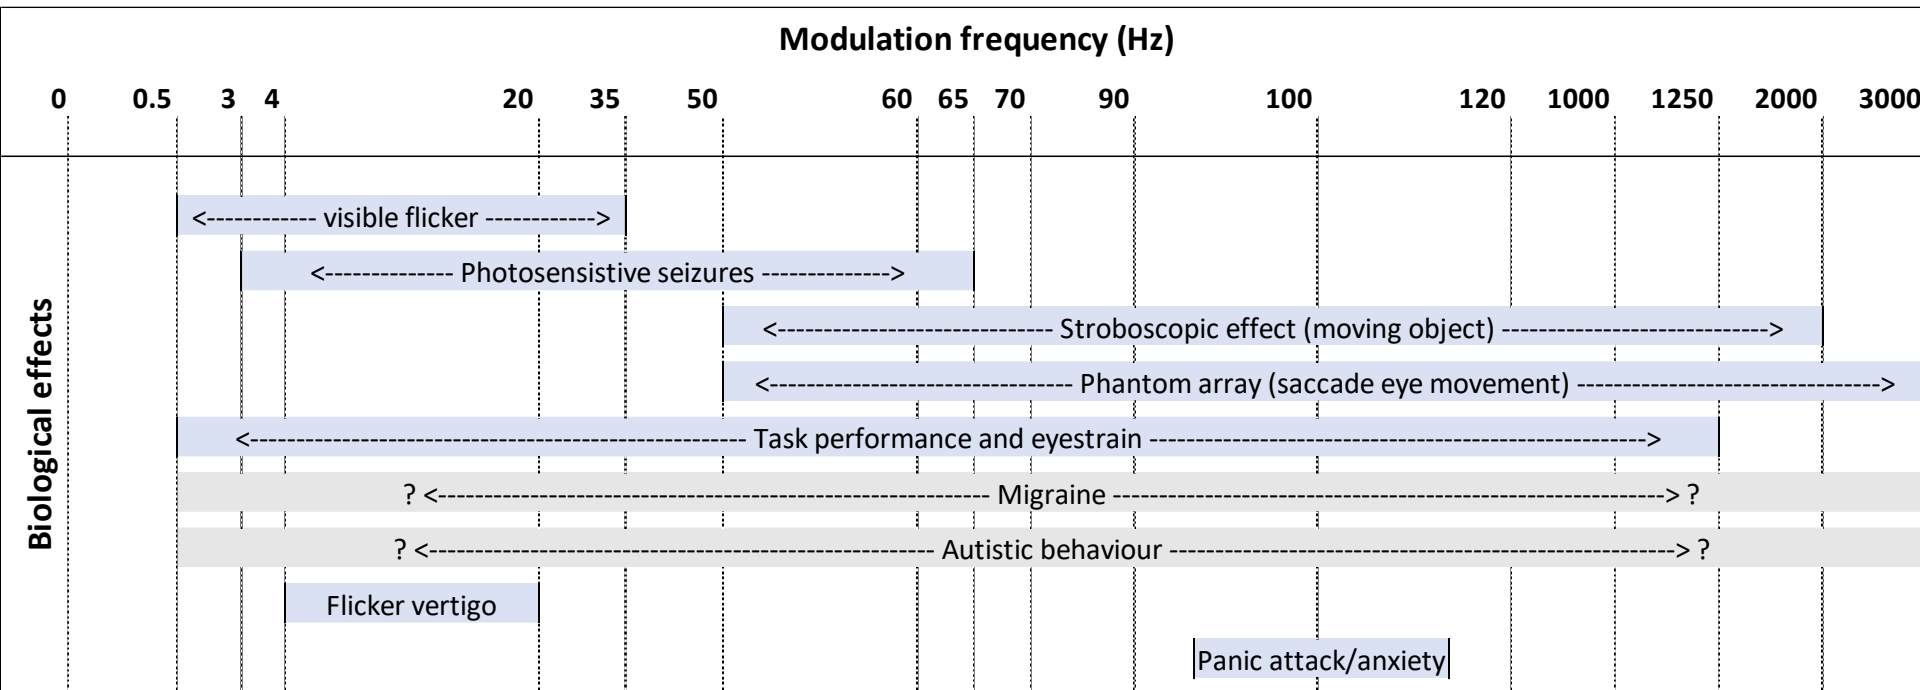 Modulation frequency (Hz)
0 0.5 3 4 20 35 50 60 65 70 90 100 120 1000 1250 2000 3000
Biological effects
<------------ visible flicker ------------>
<-------------- Photosensistive seizures -------------->
<------------------------------ Stroboscopic effect (moving object) ----------------------------->
<---------------------------------- Phantom array (saccade eye movement) --------------------------------->
<------------------------------------------------------ Task performance and eyestrain ------------------------------------------------------>
? <------------------------------------------------------------ Migraine ------------------------------------------------------------> ?
? <-------------------------------------------------------- Autistic behaviour --------------------------------------------------------> ?
Flicker vertigo
Panic attack/anxiety